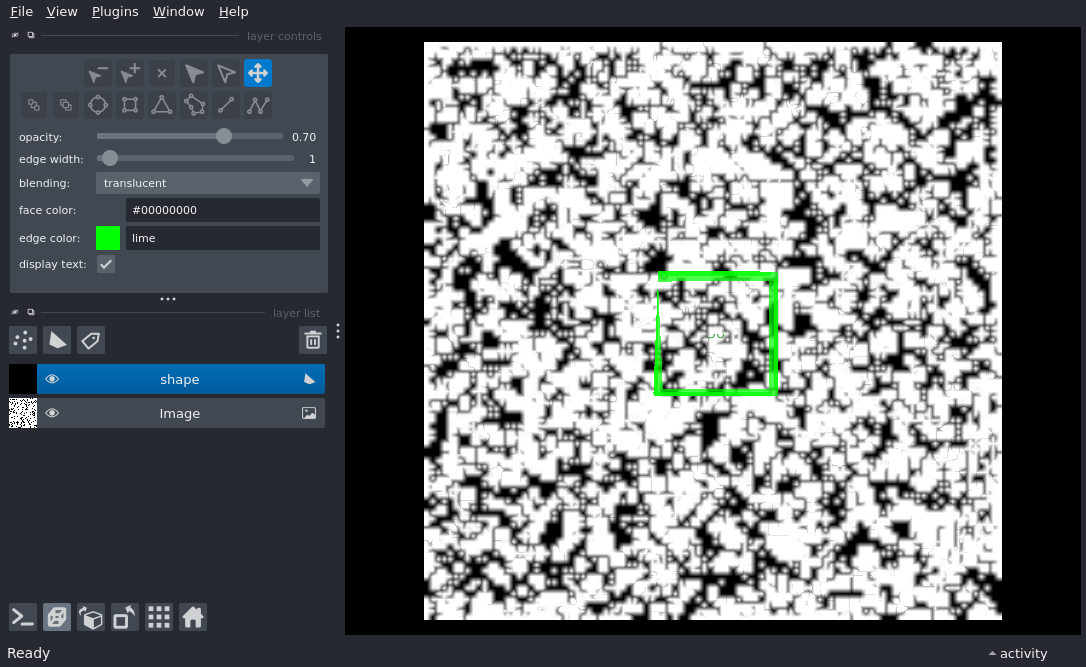 File View Plugins Window Help
layer controls
opacity: 0.70
edge width: 1
blending: translucent
face color: #00000000
edge color: lime
display text:
layer list
shape
Image
Ready
activity